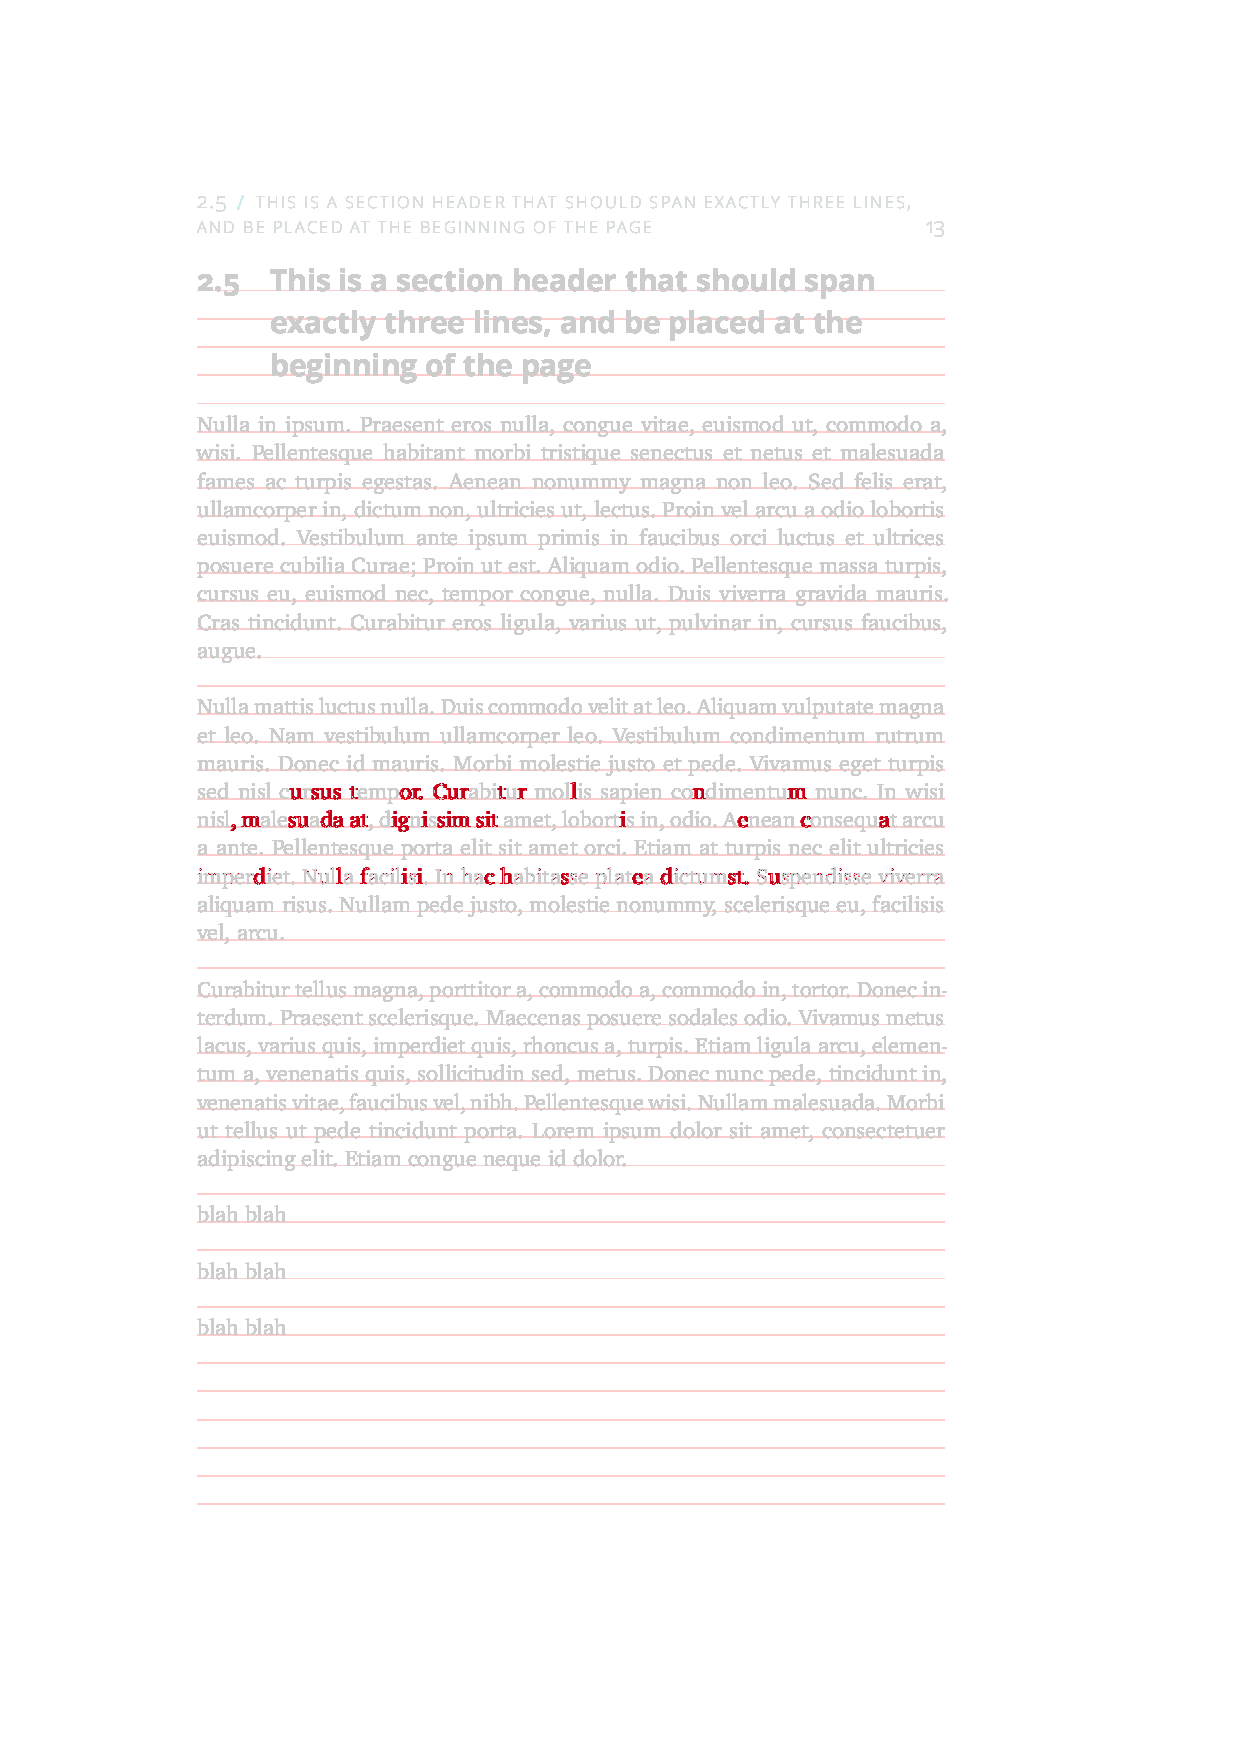 2.5 / THIS IS A SECTION HEADER THAT SHOULD SPAN EXACTLY THREE LINES,
AND BE PLACED AT THE BEGINNING OF THE PAGE 13
2.5 This is a section header that should span
exactly three lines, and be placed at the
beginning of the page
Nulla in ipsum. Praesent eros nulla, congue vitae, euismod ut, commodo a,
wisi. Pellentesque habitant morbi tristique senectus et netus et malesuada
fames ac turpis egestas. Aenean nonummy magna non leo. Sed felis erat,
ullamcorper in, dictum non, ultricies ut, lectus. Proin vel arcu a odio lobortis
euismod. Vestibulum ante ipsum primis in faucibus orci luctus et ultrices
posuere cubilia Curae; Proin ut est. Aliquam odio. Pellentesque massa turpis,
cursus eu, euismod nec, tempor congue, nulla. Duis viverra gravida mauris.
Cras tincidunt. Curabitur eros ligula, varius ut, pulvinar in, cursus faucibus,
augue.
Nulla mattis luctus nulla. Duis commodo velit at leo. Aliquam vulputate magna
et leo. Nam vestibulum ullamcorper leo. Vestibulum condimentum rutrum
mauris. Donec id mauris. Morbi molestie justo et pede. Vivamus eget turpis
sed nisl cursus tempor. Curabitur mollis sapien condimentum nunc. In wisi
nisl, malesuada at, dignissim sit amet, lobortis in, odio. Aenean consequat arcu
a ante. Pellentesque porta elit sit amet orci. Etiam at turpis nec elit ultricies
imperdiet. Nulla facilisi. In hac habitasse platea dictumst. Suspendisse viverra
aliquam risus. Nullam pede justo, molestie nonummy, scelerisque eu, facilisis
vel, arcu.
Curabitur tellus magna, porttitor a, commodo a, commodo in, tortor. Donec in-
terdum. Praesent scelerisque. Maecenas posuere sodales odio. Vivamus metus
lacus, varius quis, imperdiet quis, rhoncus a, turpis. Etiam ligula arcu, elemen-
tum a, venenatis quis, sollicitudin sed, metus. Donec nunc pede, tincidunt in,
venenatis vitae, faucibus vel, nibh. Pellentesque wisi. Nullam malesuada. Morbi
ut tellus ut pede tincidunt porta. Lorem ipsum dolor sit amet, consectetuer
adipiscing elit. Etiam congue neque id dolor.
blah blah
blah blah
blah blah